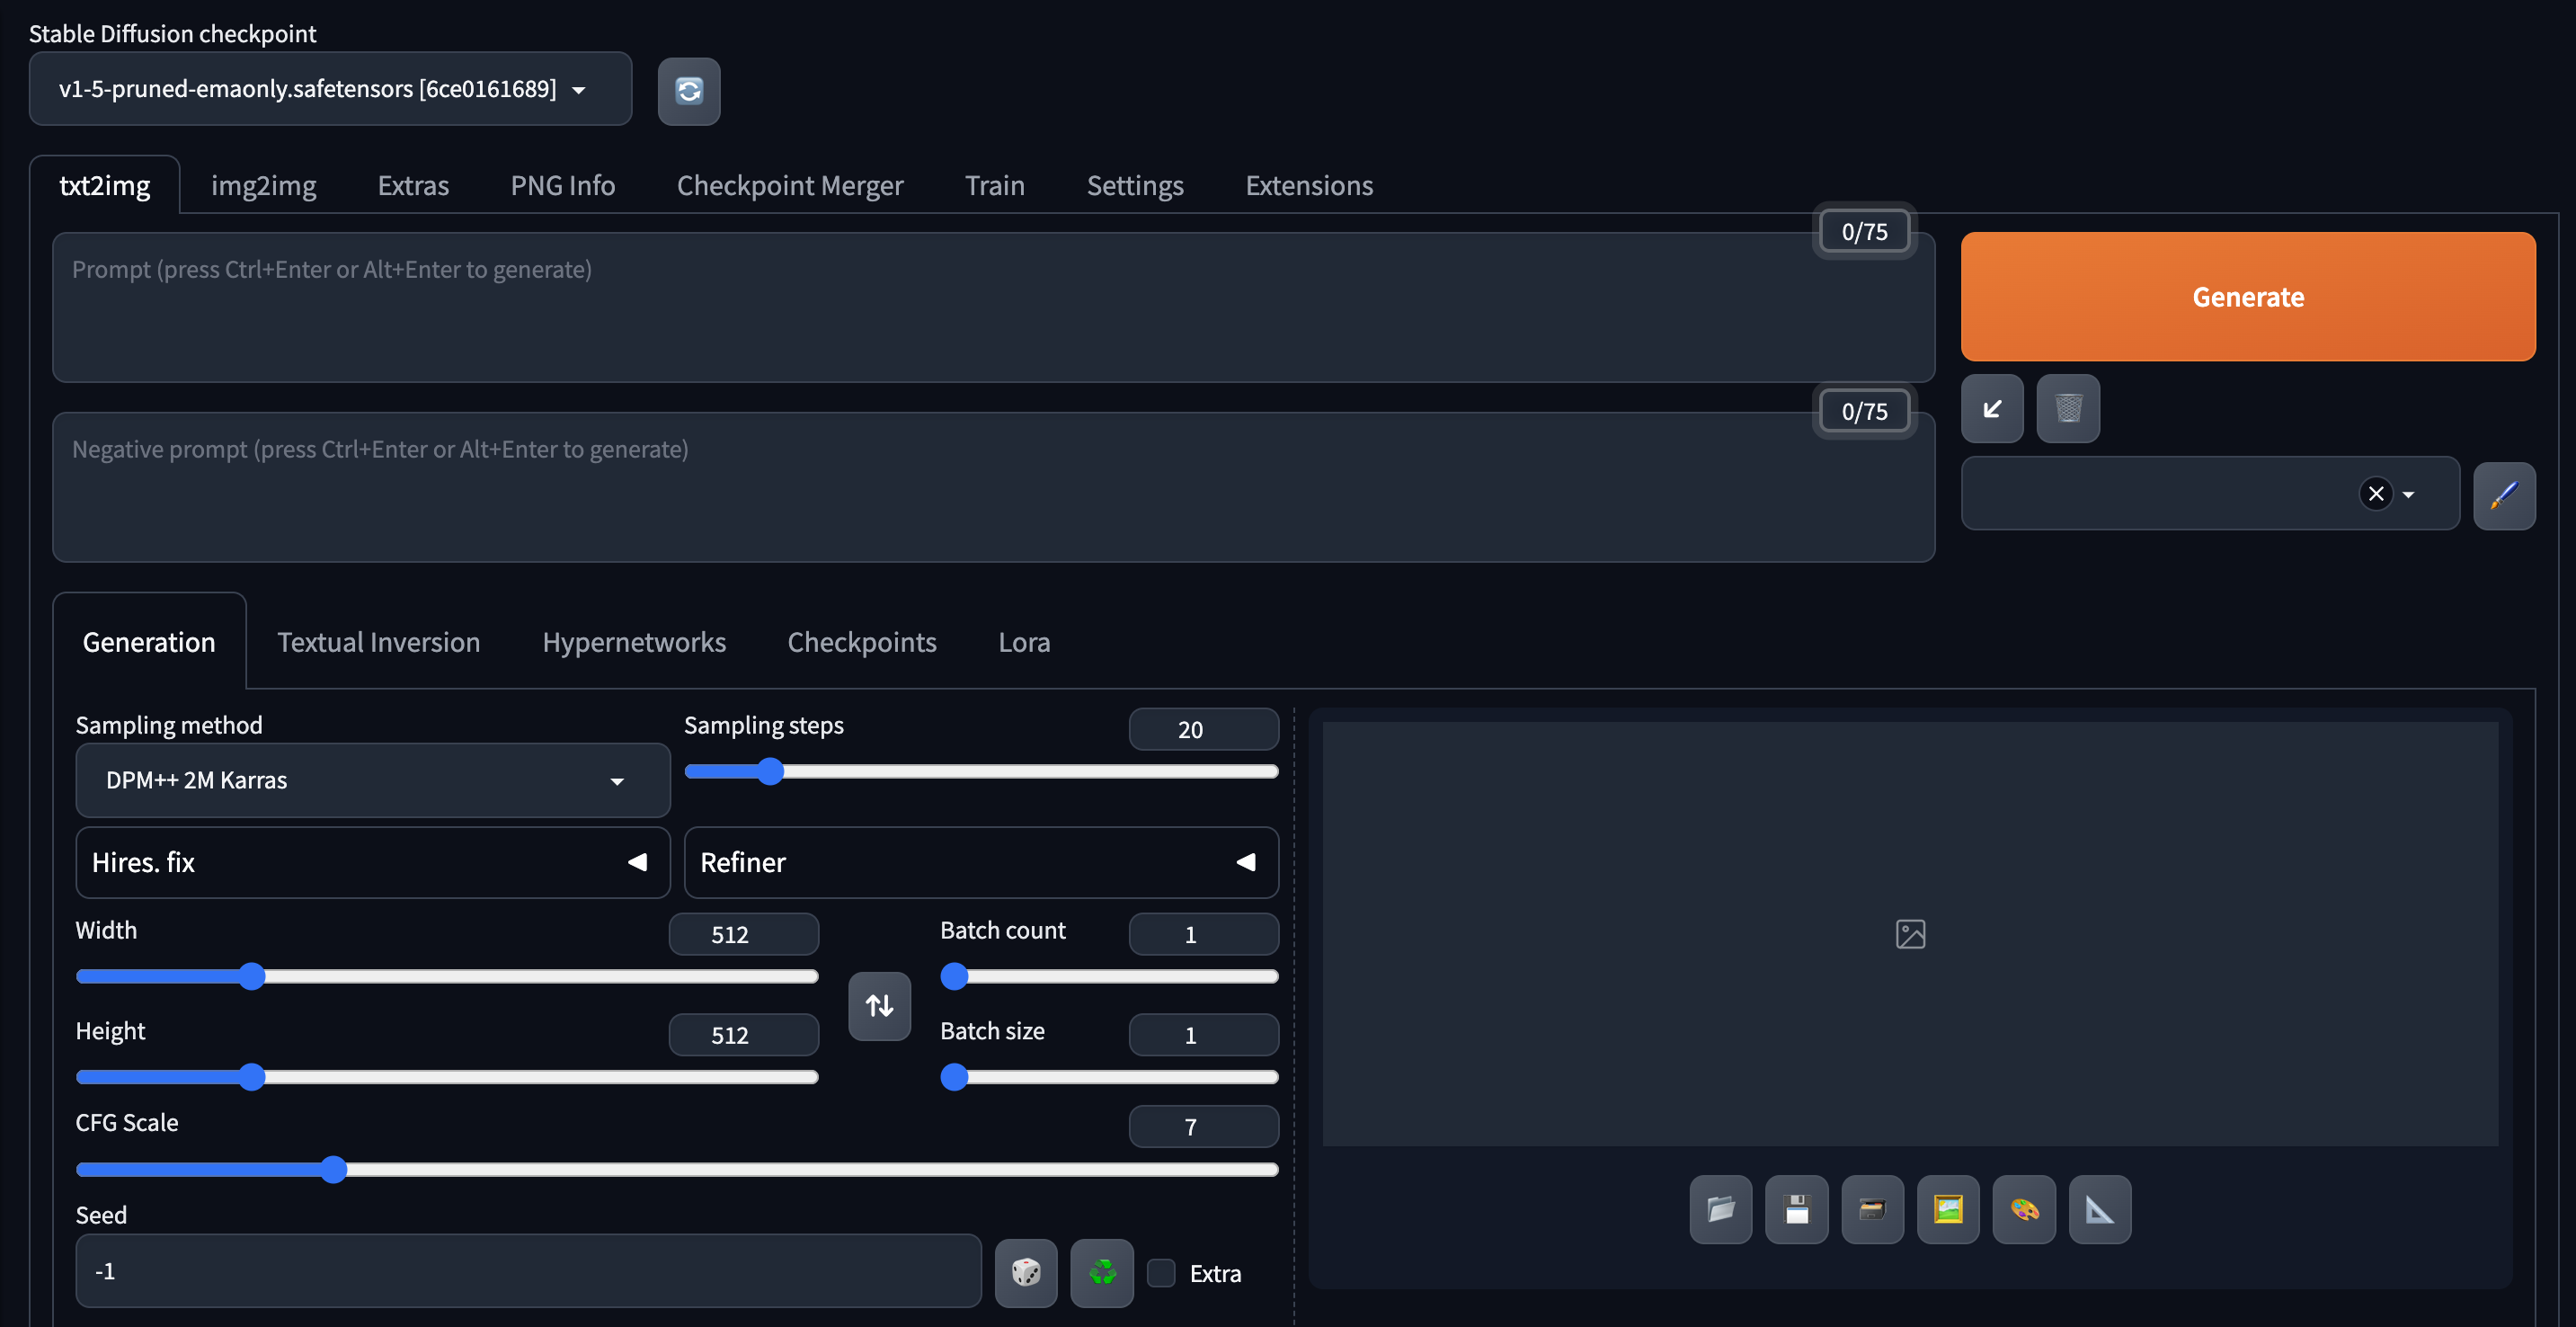 Stable Diffusion checkpoint
v1-5-pruned-emaonly.safetensors [6ce0161689]
txt2img img2img Extras PNG Info Checkpoint Merger Train Settings Extensions
0/75
Prompt (press Ctrl+Enter or Alt+Enter to generate)
Generate
0/75
Negative prompt (press Ctrl+Enter or Alt+Enter to generate)
Generation Textual Inversion Hypernetworks Checkpoints Lora
Sampling method
DPM++ 2M Karras
Sampling steps 20
Hires. fix
Refiner
Width 512
Batch count 1
Height 512
Batch size 1
CFG Scale 7
Seed
-1
Extra